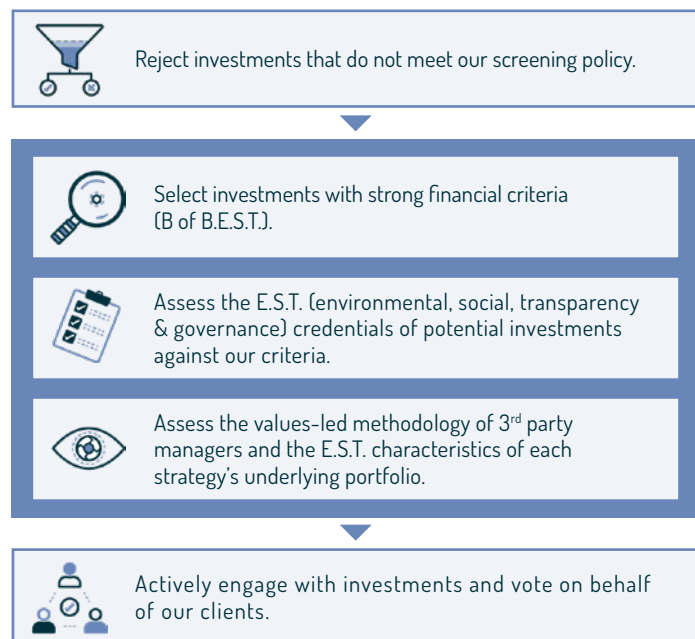 Reject investments that do not meet our screening policy.
Select investments with strong financial criteria
(B of B.E.S.T.).
Assess the E.S.T. (environmental, social, transparency
& governance) credentials of potential investments
against our criteria.
Assess the values-led methodology of 3rd party
managers and the E.S.T. characteristics of each
strategy’s underlying portfolio.
Actively engage with investments and vote on behalf
of our clients.